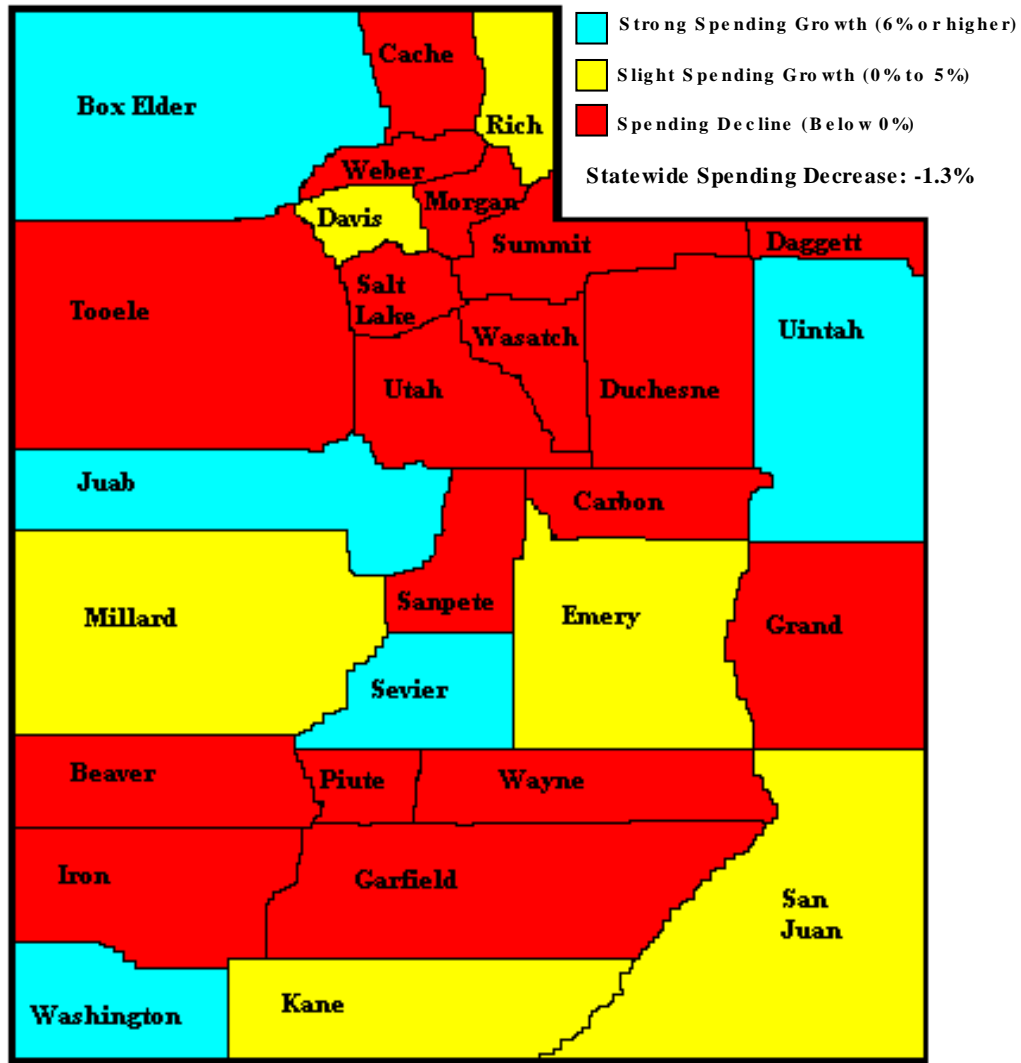 Strong Spending Growth (6% or higher)
Cache
Slight Spending Growth (0% to 5%)
Box Elder
Rich
Spending Decline (Below 0%)
Weber
Statewide Spending Decrease: -1.3%
Morgan
Davis
Summit
Daggett
Salt
Lake
Tooele
Wasatch
Uintah
Utah
Duchesne
Juab
Carbon
Sanpete
Millard
Emery
Grand
Sevier
Beaver
Piute
Wayne
Iron
Garfield
San
Juan
Kane
Washington